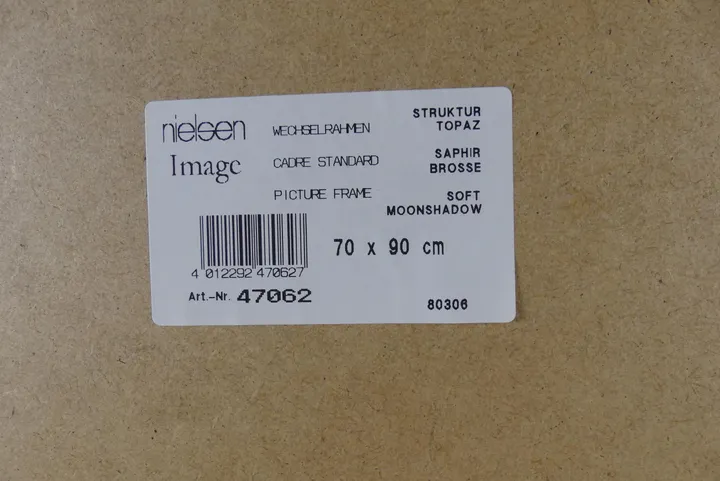 nielsen
Image
WECHSELRAHMEN
CADRE STANDARD
PICTURE FRAME
STRUKTUR
TOPAZ
SAPHIR
BROSSE
SOFT
MOONSHADOW
70 x 90 cm
4 012292 470627
Art.-Nr. 47062
80306